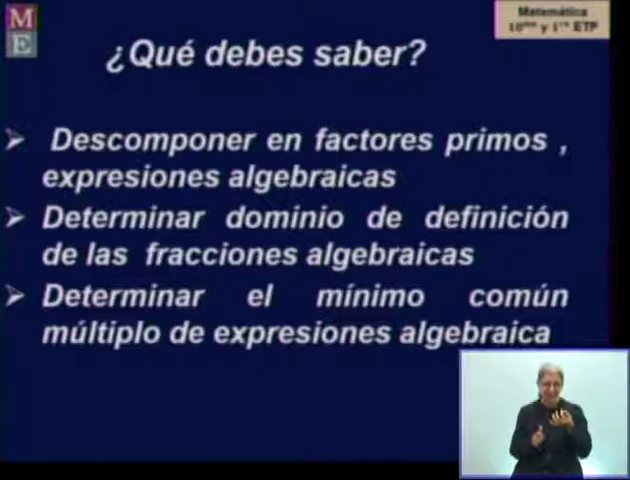 M
E
Matemática
10mo y 1ro ETP
¿Qué debes saber?
Descomponer en factores primos ,
expresiones algebraicas
Determinar dominio de definición
de las fracciones algebraicas
Determinar el mínimo común
múltiplo de expresiones algebraica